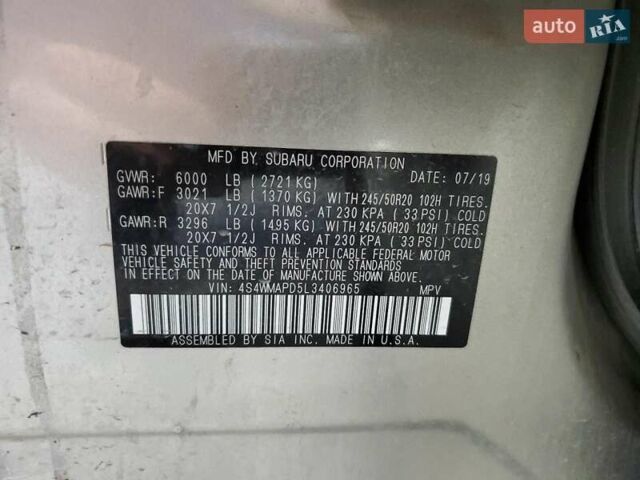 auto RIA.com
MFD BY SUBARU CORPORATION DATE: 07/19
GVWR: 6000 LB (2721 KG)
GAWR:F 3021 LB (1370 KG) WITH 245/50R20 102H TIRES.
20X7 1/2J RIMS. AT 230 KPA (33 PSI) COLD
GAWR:R 3296 LB (1495 KG) WITH 245/50R20 102H TIRES.
20X7 1/2J RIMS. AT 230 KPA (33 PSI) COLD
THIS VEHICLE CONFORMS TO ALL APPLICABLE FEDERAL MOTOR
VEHICLE SAFETY AND THEFT PREVENTION STANDARDS
IN EFFECT ON THE DATE OF MANUFACTURE SHOWN ABOVE.
VIN: 4S4WMAPD5L3406965 MPV
ASSEMBLED BY SIA INC. MADE IN U.S.A.